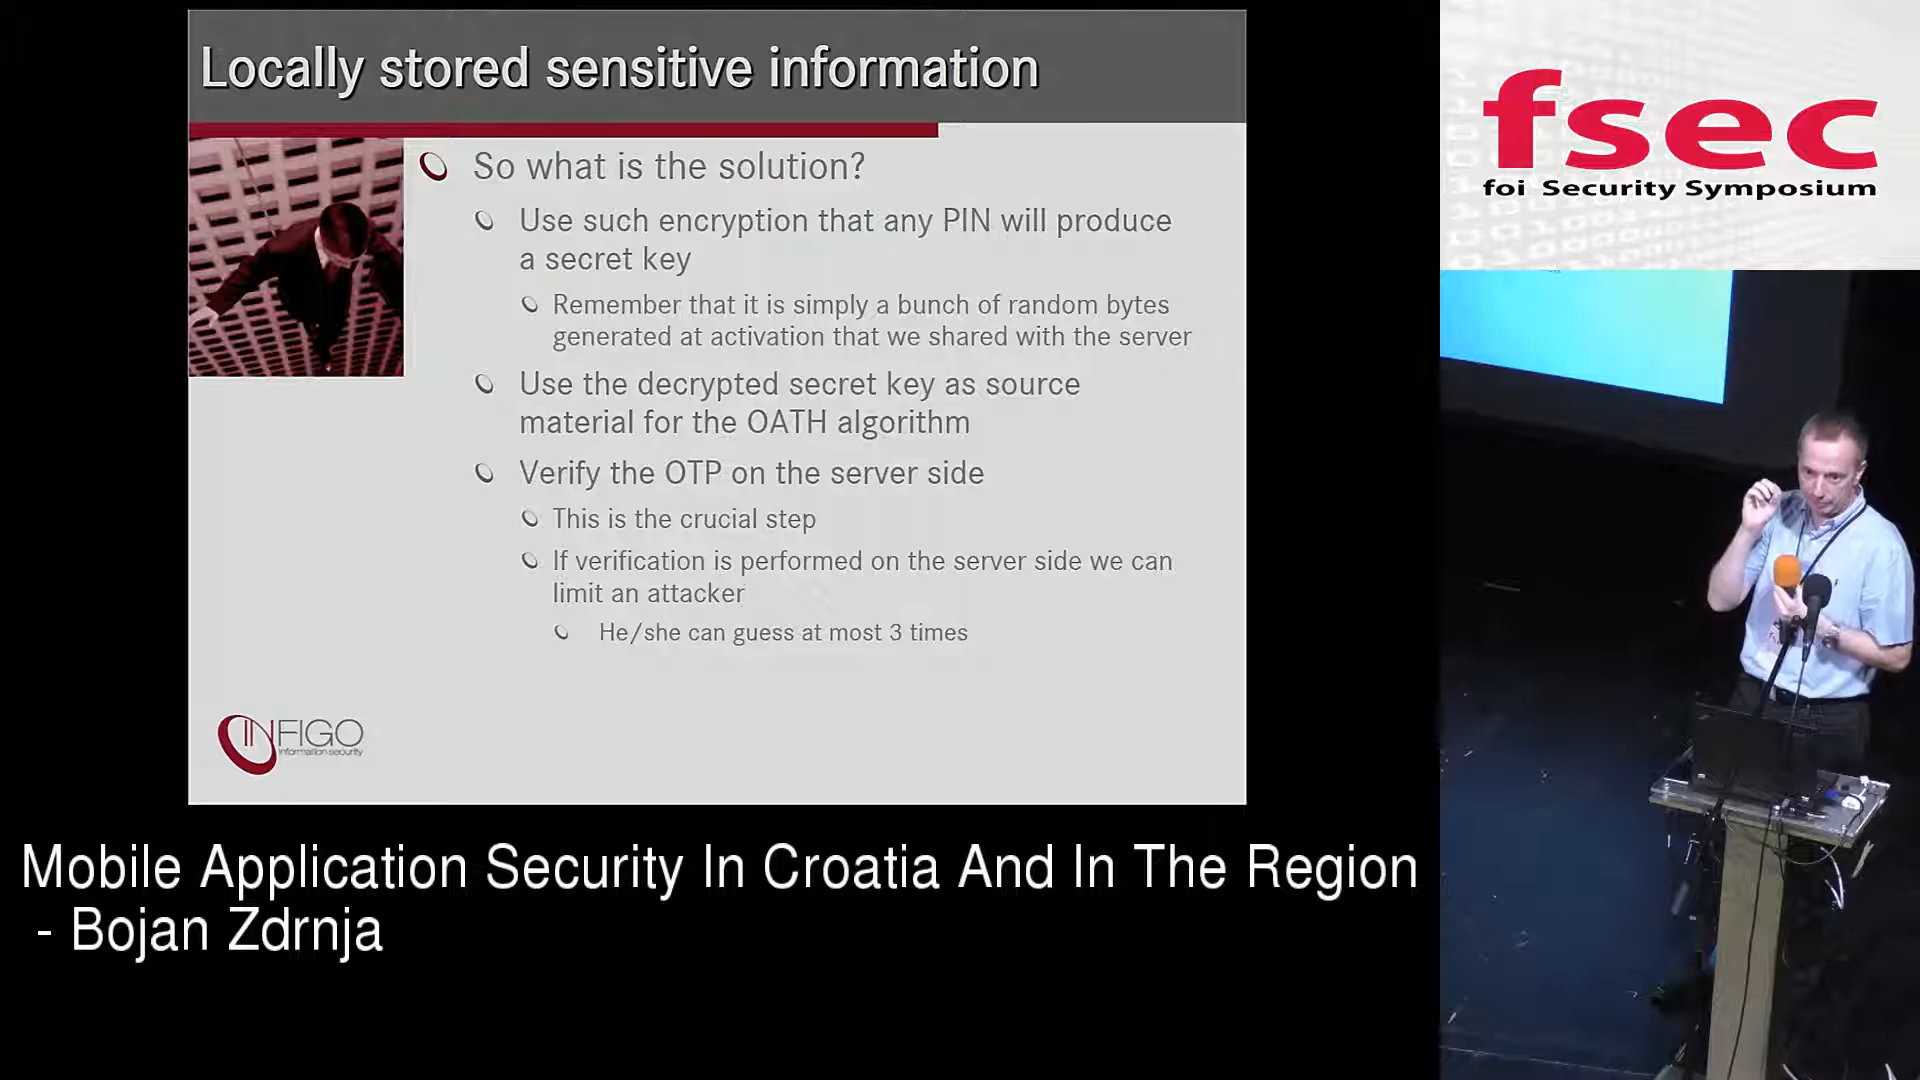 Locally stored sensitive information
So what is the solution?
Use such encryption that any PIN will produce
a secret key
Remember that it is simply a bunch of random bytes
generated at activation that we shared with the server
Use the decrypted secret key as source
material for the OATH algorithm
Verify the OTP on the server side
This is the crucial step
If verification is performed on the server side we can
limit an attacker
He/she can guess at most 3 times
INFIGO
information security
fsec
foi Security Symposium
Mobile Application Security In Croatia And In The Region
- Bojan Zdrnja